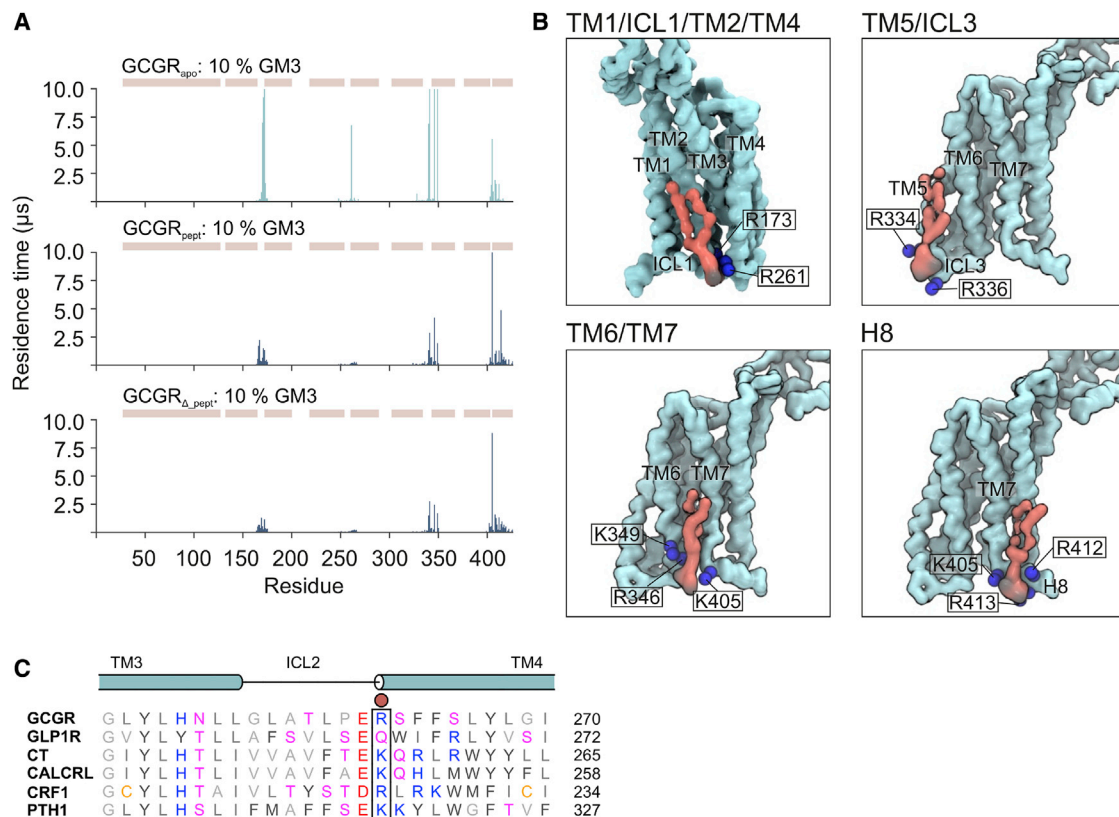 A
GCGRapo: 10 % GM3
10.0
7.5
5.0
2.5
GCGRpept: 10 % GM3
10.0
7.5
5.0
2.5
GCGRΔ_pept: 10 % GM3
10.0
7.5
5.0
2.5
50 100 150 200 250 300 350 400
Residue
Residence time (µs)
B
TM1/ICL1/TM2/TM4
TM2
TM4
TM3
TM1
R173
ICL1
R261
TM5/ICL3
TM6
TM7
TM5
R334
ICL3
R336
TM6/TM7
TM6 TM7
K349
R346
K405
H8
TM7
K405
R412
H8
R413
C
TM3 ICL2 TM4
GCGR G L Y L H N L L G L A T L P E R S F F S L Y L G I 270
GLP1R G V Y L Y T L L A F S V L S E Q W I F R L Y V S I 272
CT G I Y L H T L I V V A V F T E K Q R L R W Y Y L L 265
CALCRL G I Y L H T L I V V A V F A E K Q H L M W Y Y F L 258
CRF1 G C Y L H T A I V L T Y S T D R L R K W M F I C I 234
PTH1 G L Y L H S L I F M A F F S E K K Y L W G F T V F 327